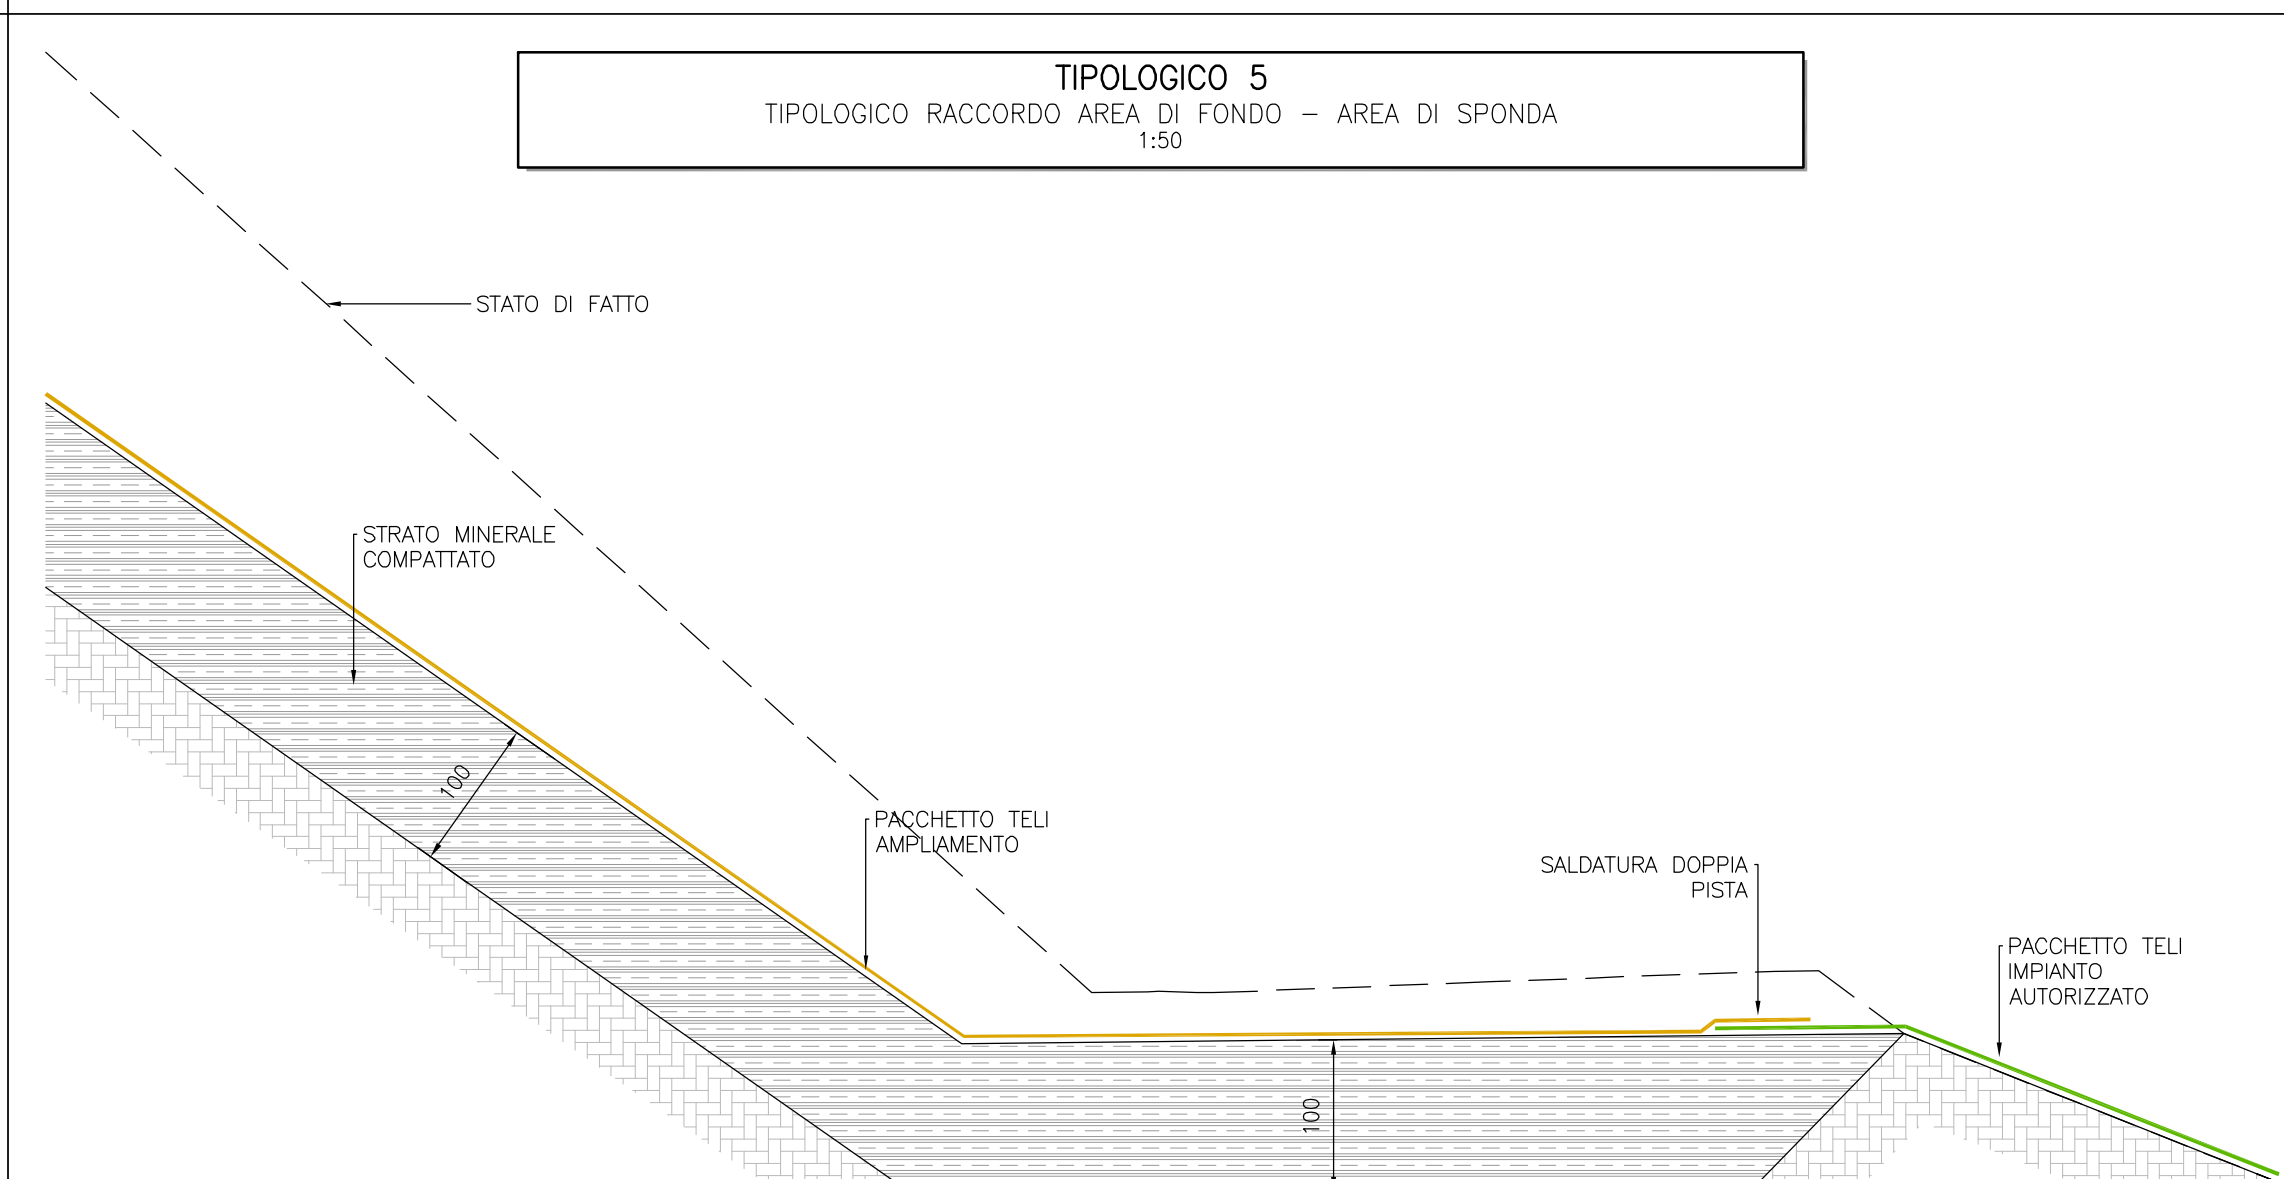 TIPOLOGICO 5
TIPOLOGICO RACCORDO AREA DI FONDO – AREA DI SPONDA
1:50
STATO DI FATTO
STRATO MINERALE
COMPATTATO
100
PACCHETTO TELI
AMPLIAMENTO
SALDATURA DOPPIA
PISTA
PACCHETTO TELI
IMPIANTO
AUTORIZZATO
100